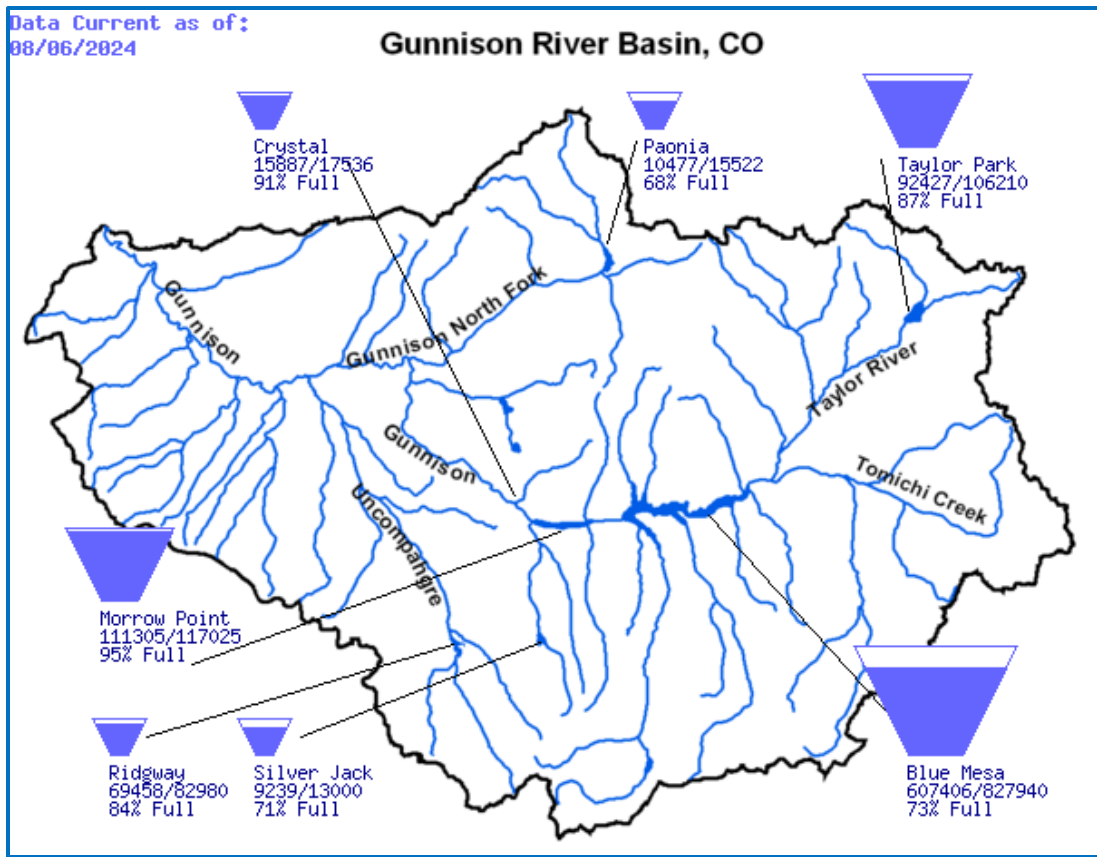 Data Current as of:
08/06/2024
Gunnison River Basin, CO
Crystal
15887/17536
91% Full
Paonia
10477/15522
68% Full
Taylor Park
92427/106210
87% Full
Gunnison
Gunnison North Fork
Taylor River
Gunnison
Tomichi Creek
Uncompahgre
Morrow Point
111305/117025
95% Full
Ridgway
69458/82980
84% Full
Silver Jack
9239/13000
71% Full
Blue Mesa
607406/827940
73% Full